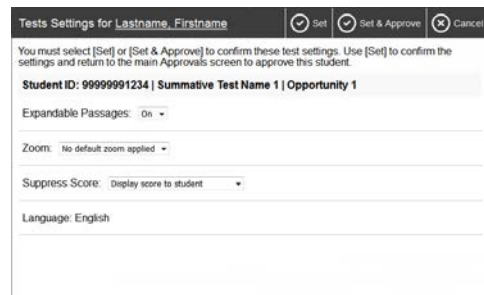 Tests Settings for Lastname, Firstname Set Set & Approve Cancel
You must select [Set] or [Set & Approve] to confirm these test settings. Use [Set] to confirm the
settings and return to the main Approvals screen to approve this student.
Student ID: 99999991234 | Summative Test Name 1 | Opportunity 1
Expandable Passages: On
Zoom: No default zoom applied
Suppress Score: Display score to student
Language: English